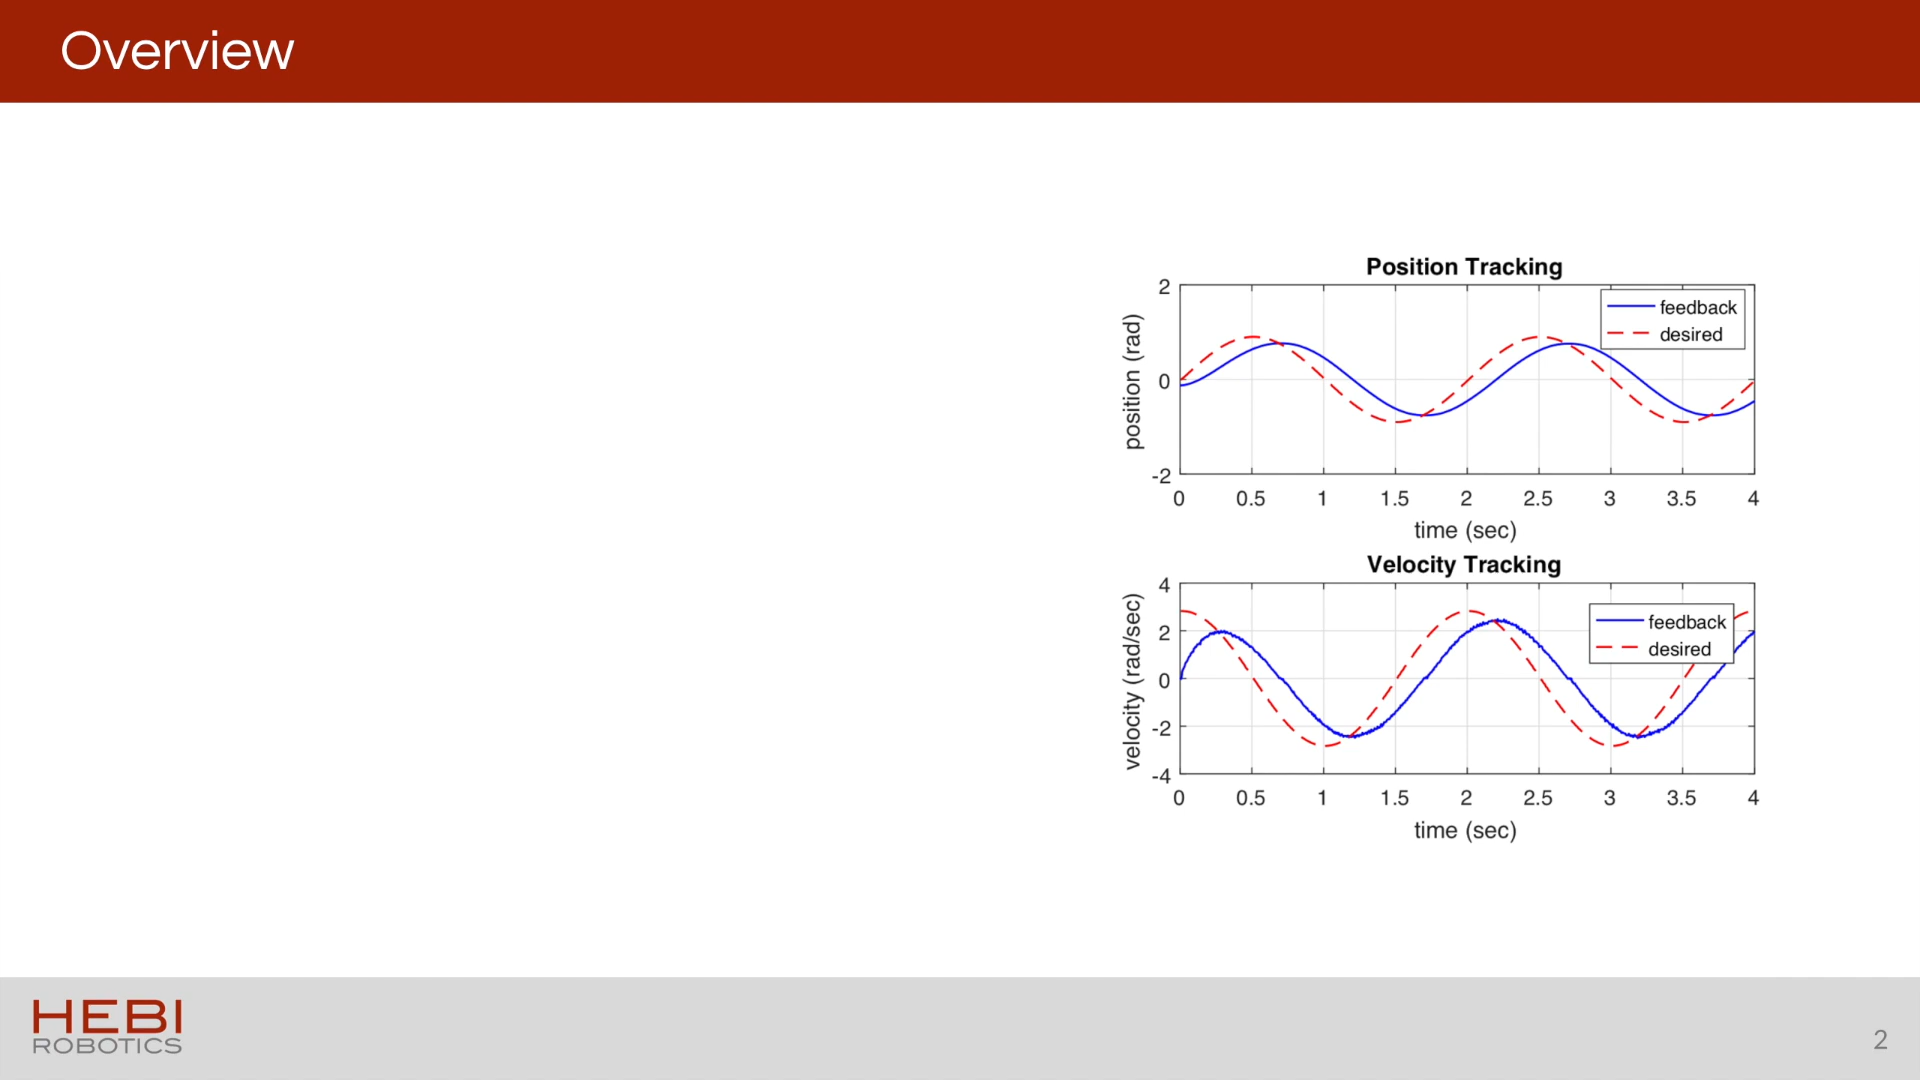 Overview
Position Tracking
2
0
-2
position (rad)
feedback
desired
0 0.5 1 1.5 2 2.5 3 3.5 4
time (sec)
Velocity Tracking
4
2
0
-2
-4
velocity (rad/sec)
feedback
desired
0 0.5 1 1.5 2 2.5 3 3.5 4
time (sec)
HEBI
ROBOTICS
2